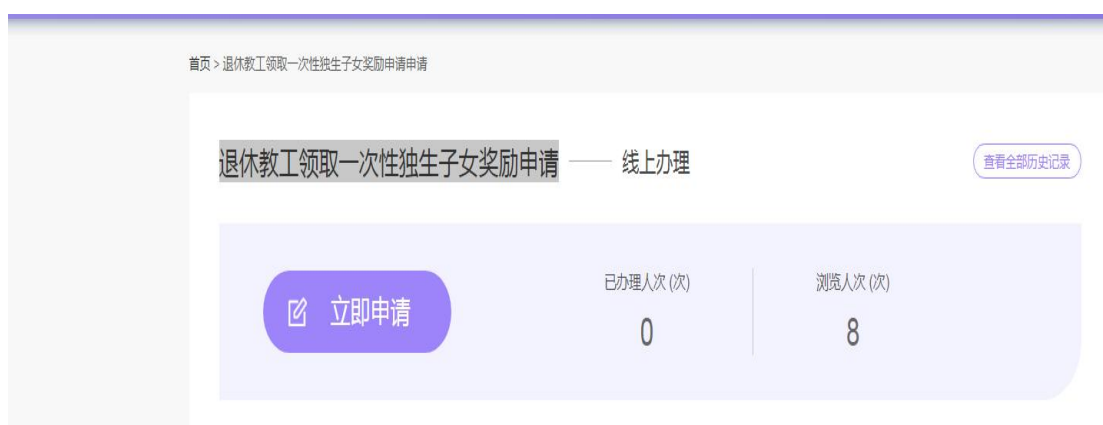 首页 > 退休教工领取一次性独生子女奖励申请申请
退休教工领取一次性独生子女奖励申请 —— 线上办理
查看全部历史记录
立即申请
已办理人次 (次)
0
浏览人次 (次)
8